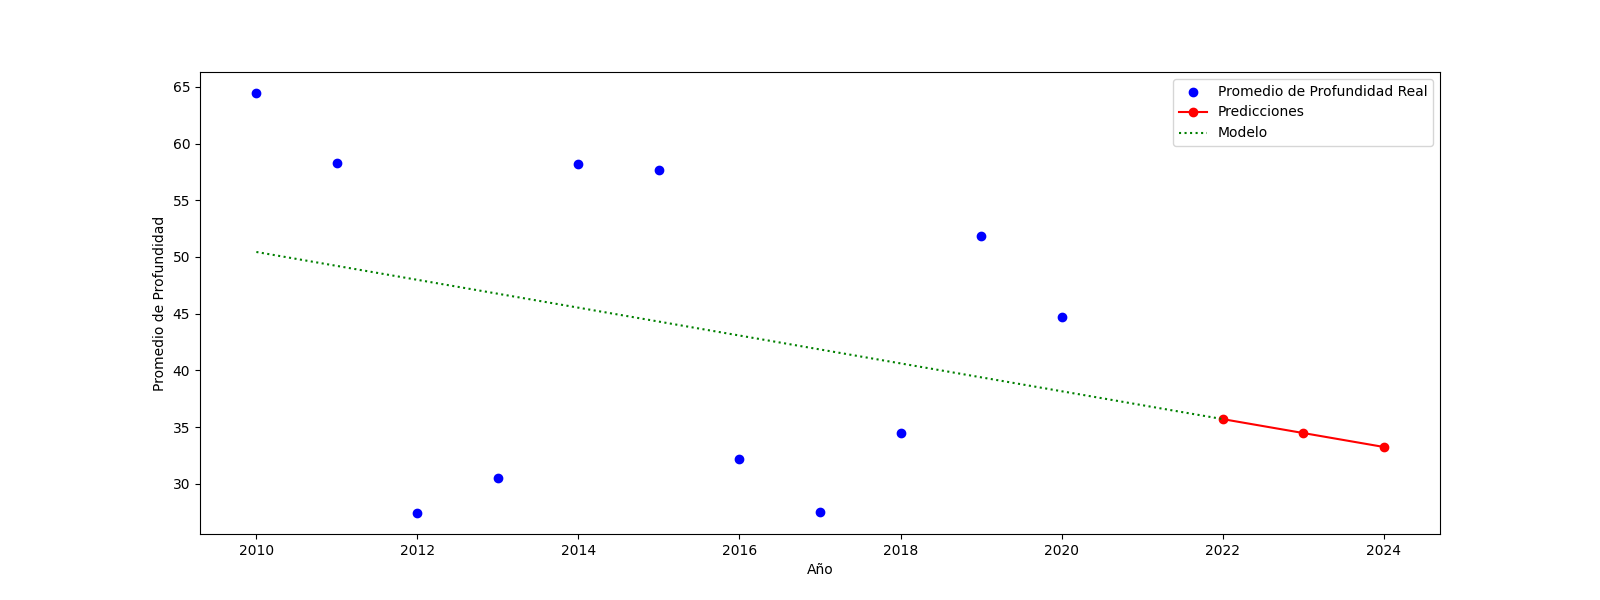 65
60
55
50
45
40
35
30
Promedio de Profundidad
Promedio de Profundidad Real
Predicciones
Modelo
2010 2012 2014 2016 2018 2020 2022 2024
Año